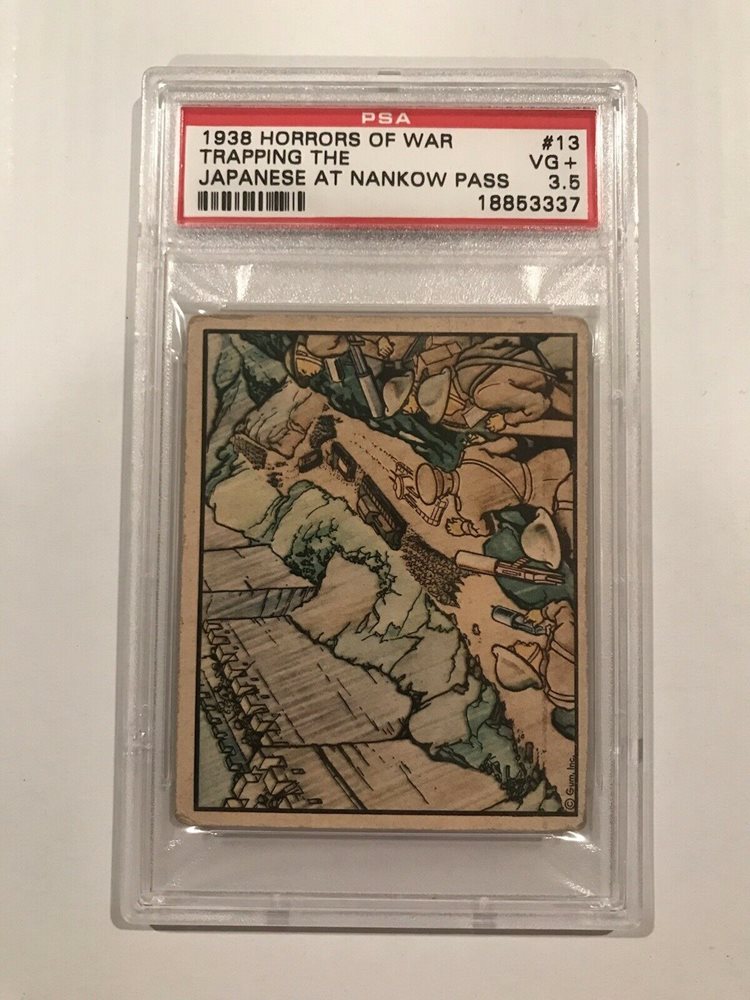 PSA
1938 HORRORS OF WAR #13
TRAPPING THE VG +
JAPANESE AT NANKOW PASS 3.5
18853337
© Gum, Inc.